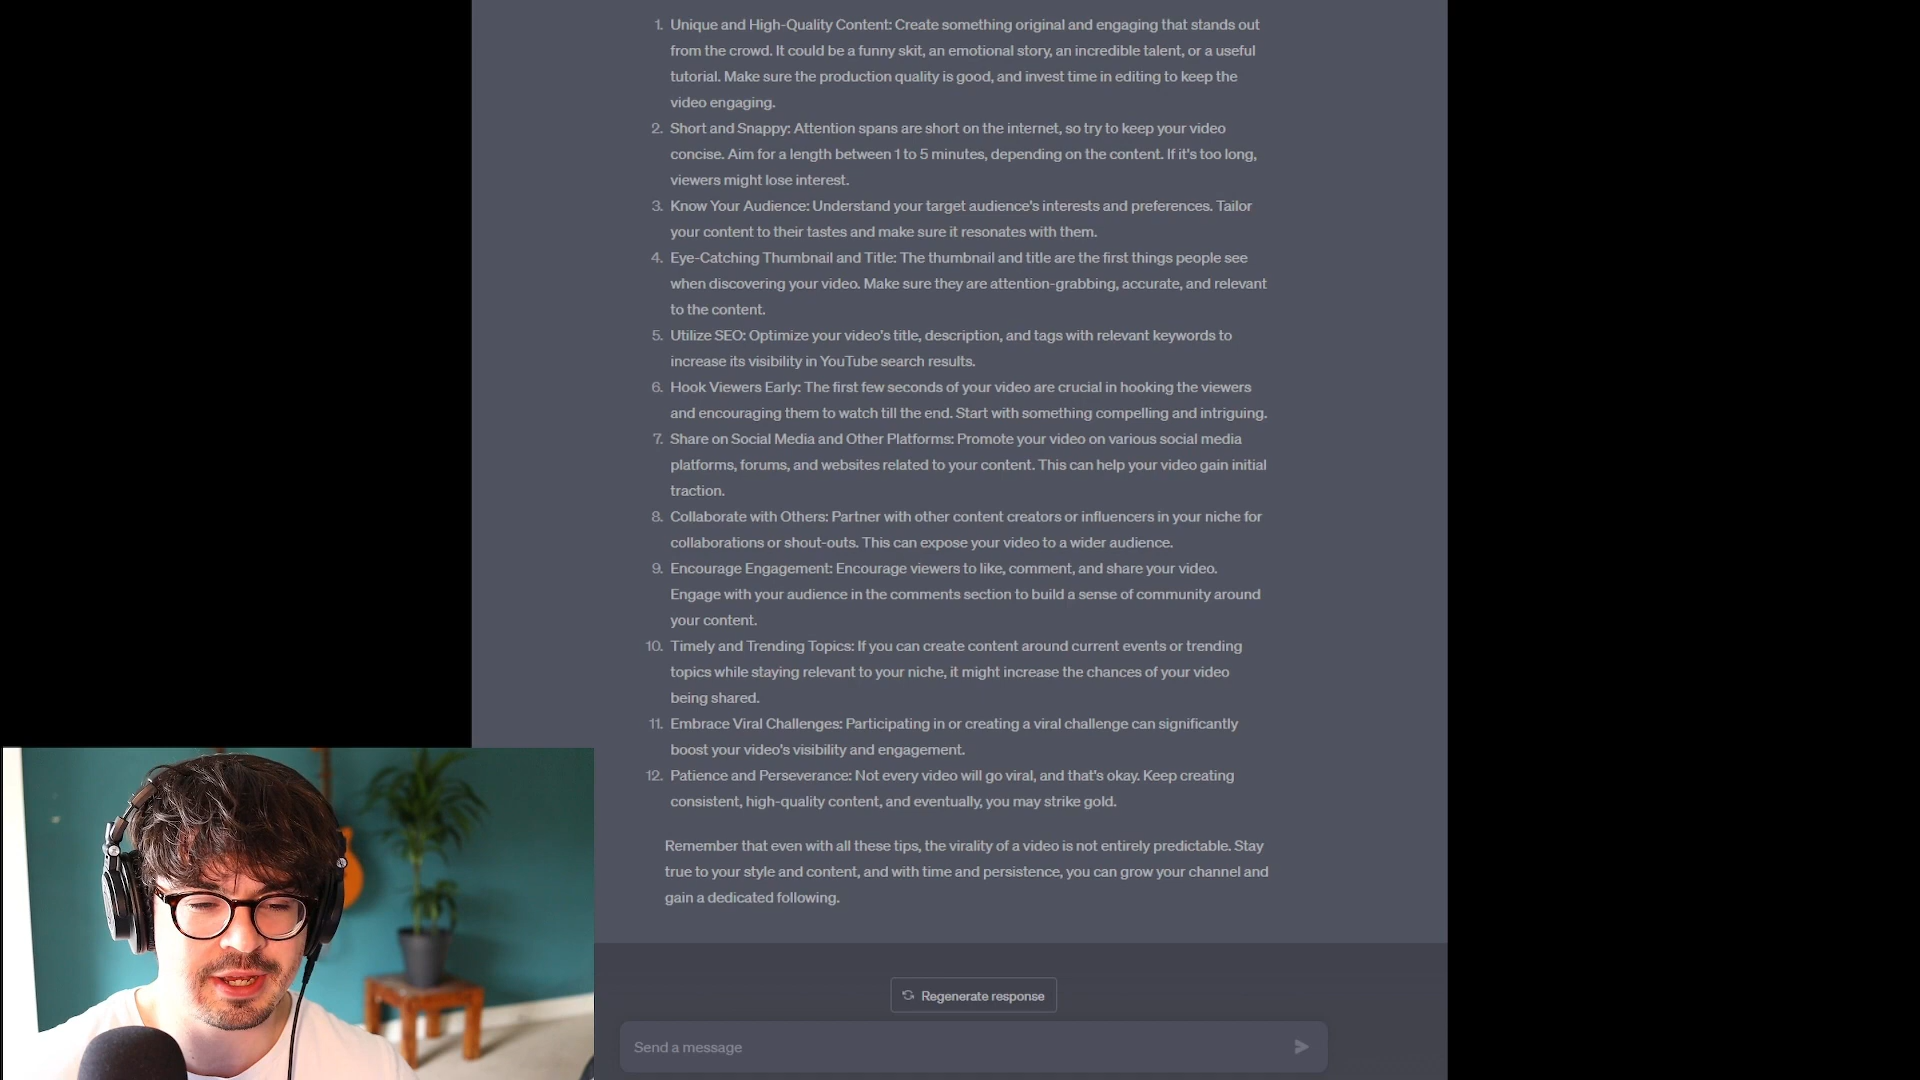 1. Unique and High-Quality Content: Create something original and engaging that stands out
from the crowd. It could be a funny skit, an emotional story, an incredible talent, or a useful
tutorial. Make sure the production quality is good, and invest time in editing to keep the
video engaging.
2. Short and Snappy: Attention spans are short on the internet, so try to keep your video
concise. Aim for a length between 1 to 5 minutes, depending on the content. If it's too long,
viewers might lose interest.
3. Know Your Audience: Understand your target audience's interests and preferences. Tailor
your content to their tastes and make sure it resonates with them.
4. Eye-Catching Thumbnail and Title: The thumbnail and title are the first things people see
when discovering your video. Make sure they are attention-grabbing, accurate, and relevant
to the content.
5. Utilize SEO: Optimize your video's title, description, and tags with relevant keywords to
increase its visibility in YouTube search results.
6. Hook Viewers Early: The first few seconds of your video are crucial in hooking the viewers
and encouraging them to watch till the end. Start with something compelling and intriguing.
7. Share on Social Media and Other Platforms: Promote your video on various social media
platforms, forums, and websites related to your content. This can help your video gain initial
traction.
8. Collaborate with Others: Partner with other content creators or influencers in your niche for
collaborations or shout-outs. This can expose your video to a wider audience.
9. Encourage Engagement: Encourage viewers to like, comment, and share your video.
Engage with your audience in the comments section to build a sense of community around
your content.
10. Timely and Trending Topics: If you can create content around current events or trending
topics while staying relevant to your niche, it might increase the chances of your video
being shared.
11. Embrace Viral Challenges: Participating in or creating a viral challenge can significantly
boost your video's visibility and engagement.
12. Patience and Perseverance: Not every video will go viral, and that's okay. Keep creating
consistent, high-quality content, and eventually, you may strike gold.
Remember that even with all these tips, the virality of a video is not entirely predictable. Stay
true to your style and content, and with time and persistence, you can grow your channel and
gain a dedicated following.
Regenerate response
Send a message